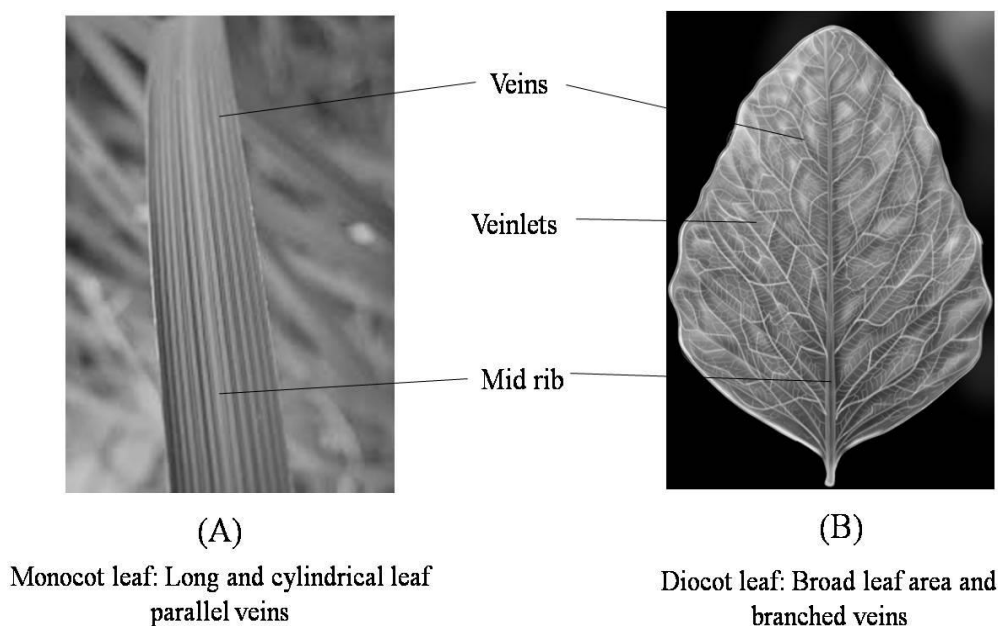 Veins
Veinlets
Mid rib
(A)
Monocot leaf: Long and cylindrical leaf
parallel veins
(B)
Diocot leaf: Broad leaf area and
branched veins